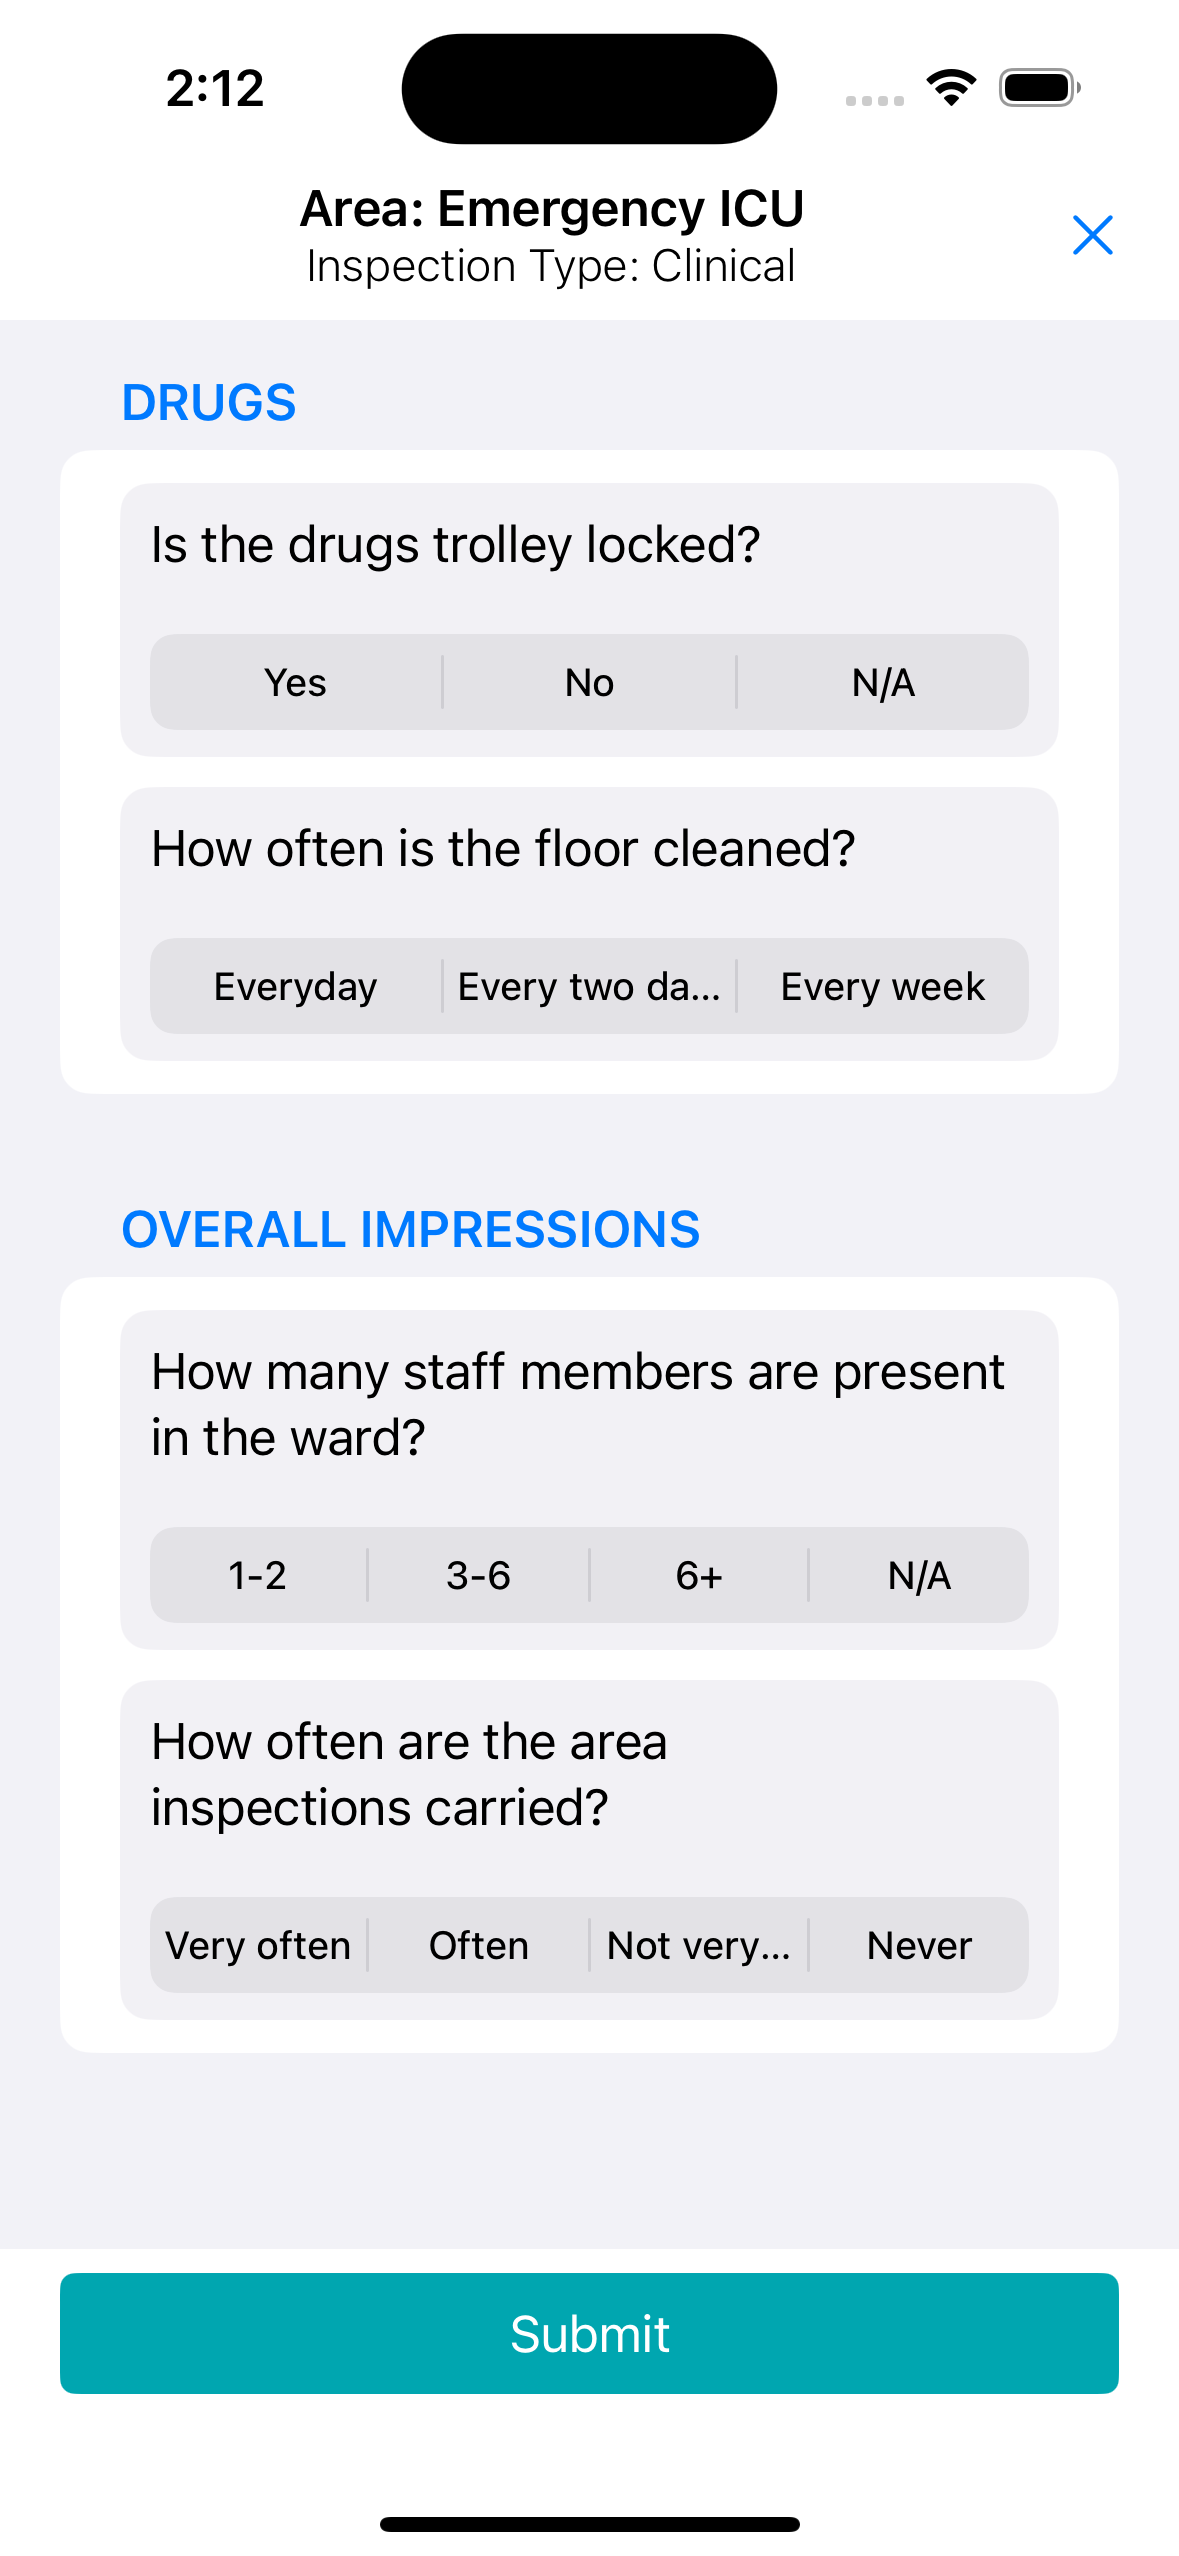 2:12
Area: Emergency ICU
Inspection Type: Clinical
DRUGS
Is the drugs trolley locked?
Yes No N/A
How often is the floor cleaned?
Everyday Every two da... Every week
OVERALL IMPRESSIONS
How many staff members are present
in the ward?
1-2 3-6 6+ N/A
How often are the area
inspections carried?
Very often Often Not very... Never
Submit